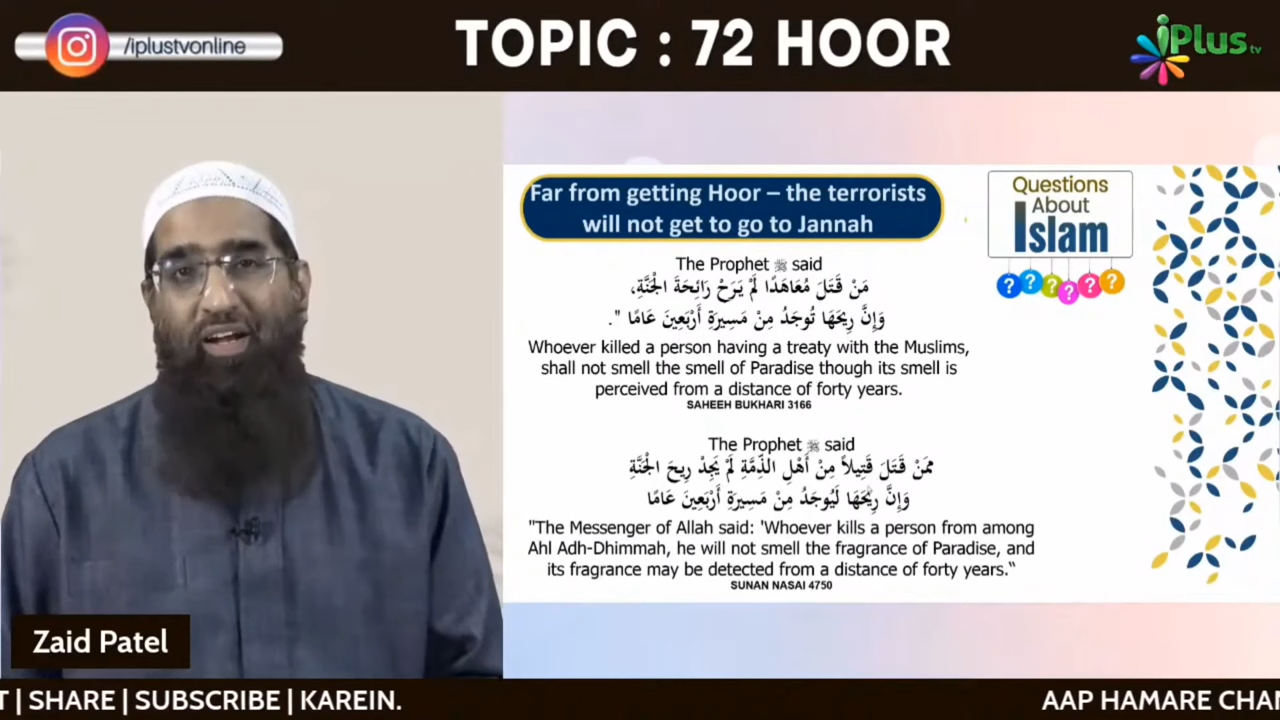 /iplustvonline
TOPIC : 72 HOOR
iPlus tv
Far from getting Hoor – the terrorists
will not get to go to Jannah
Questions
About
Islam
? ? ? ? ? ?
The Prophet ﷺ said
مَنْ قَتَلَ مُعَاهَدًا لَمْ يَرَحْ رَائِحَةَ الْجَنَّةِ،
وَإِنَّ رِيحَهَا تُوجَدُ مِنْ مَسِيرَةِ أَرْبَعِينَ عَامًا ‏"‏‏.‏
Whoever killed a person having a treaty with the Muslims,
shall not smell the smell of Paradise though its smell is
perceived from a distance of forty years.
SAHEEH BUKHARI 3166
The Prophet ﷺ said
ممَنْ قَتَلَ قَتِيلاً مِنْ أَهْلِ الذِّمَّةِ لَمْ يَجِدْ رِيحَ الْجَنَّةِ
وَإِنَّ رِيحَهَا لَيُوجَدُ مِنْ مَسِيرَةِ أَرْبَعِينَ عَامًا
"The Messenger of Allah said: 'Whoever kills a person from among
Ahl Adh-Dhimmah, he will not smell the fragrance of Paradise, and
its fragrance may be detected from a distance of forty years."
SUNAN NASAI 4750
Zaid Patel
T | SHARE | SUBSCRIBE | KAREIN.
AAP HAMARE CHAN